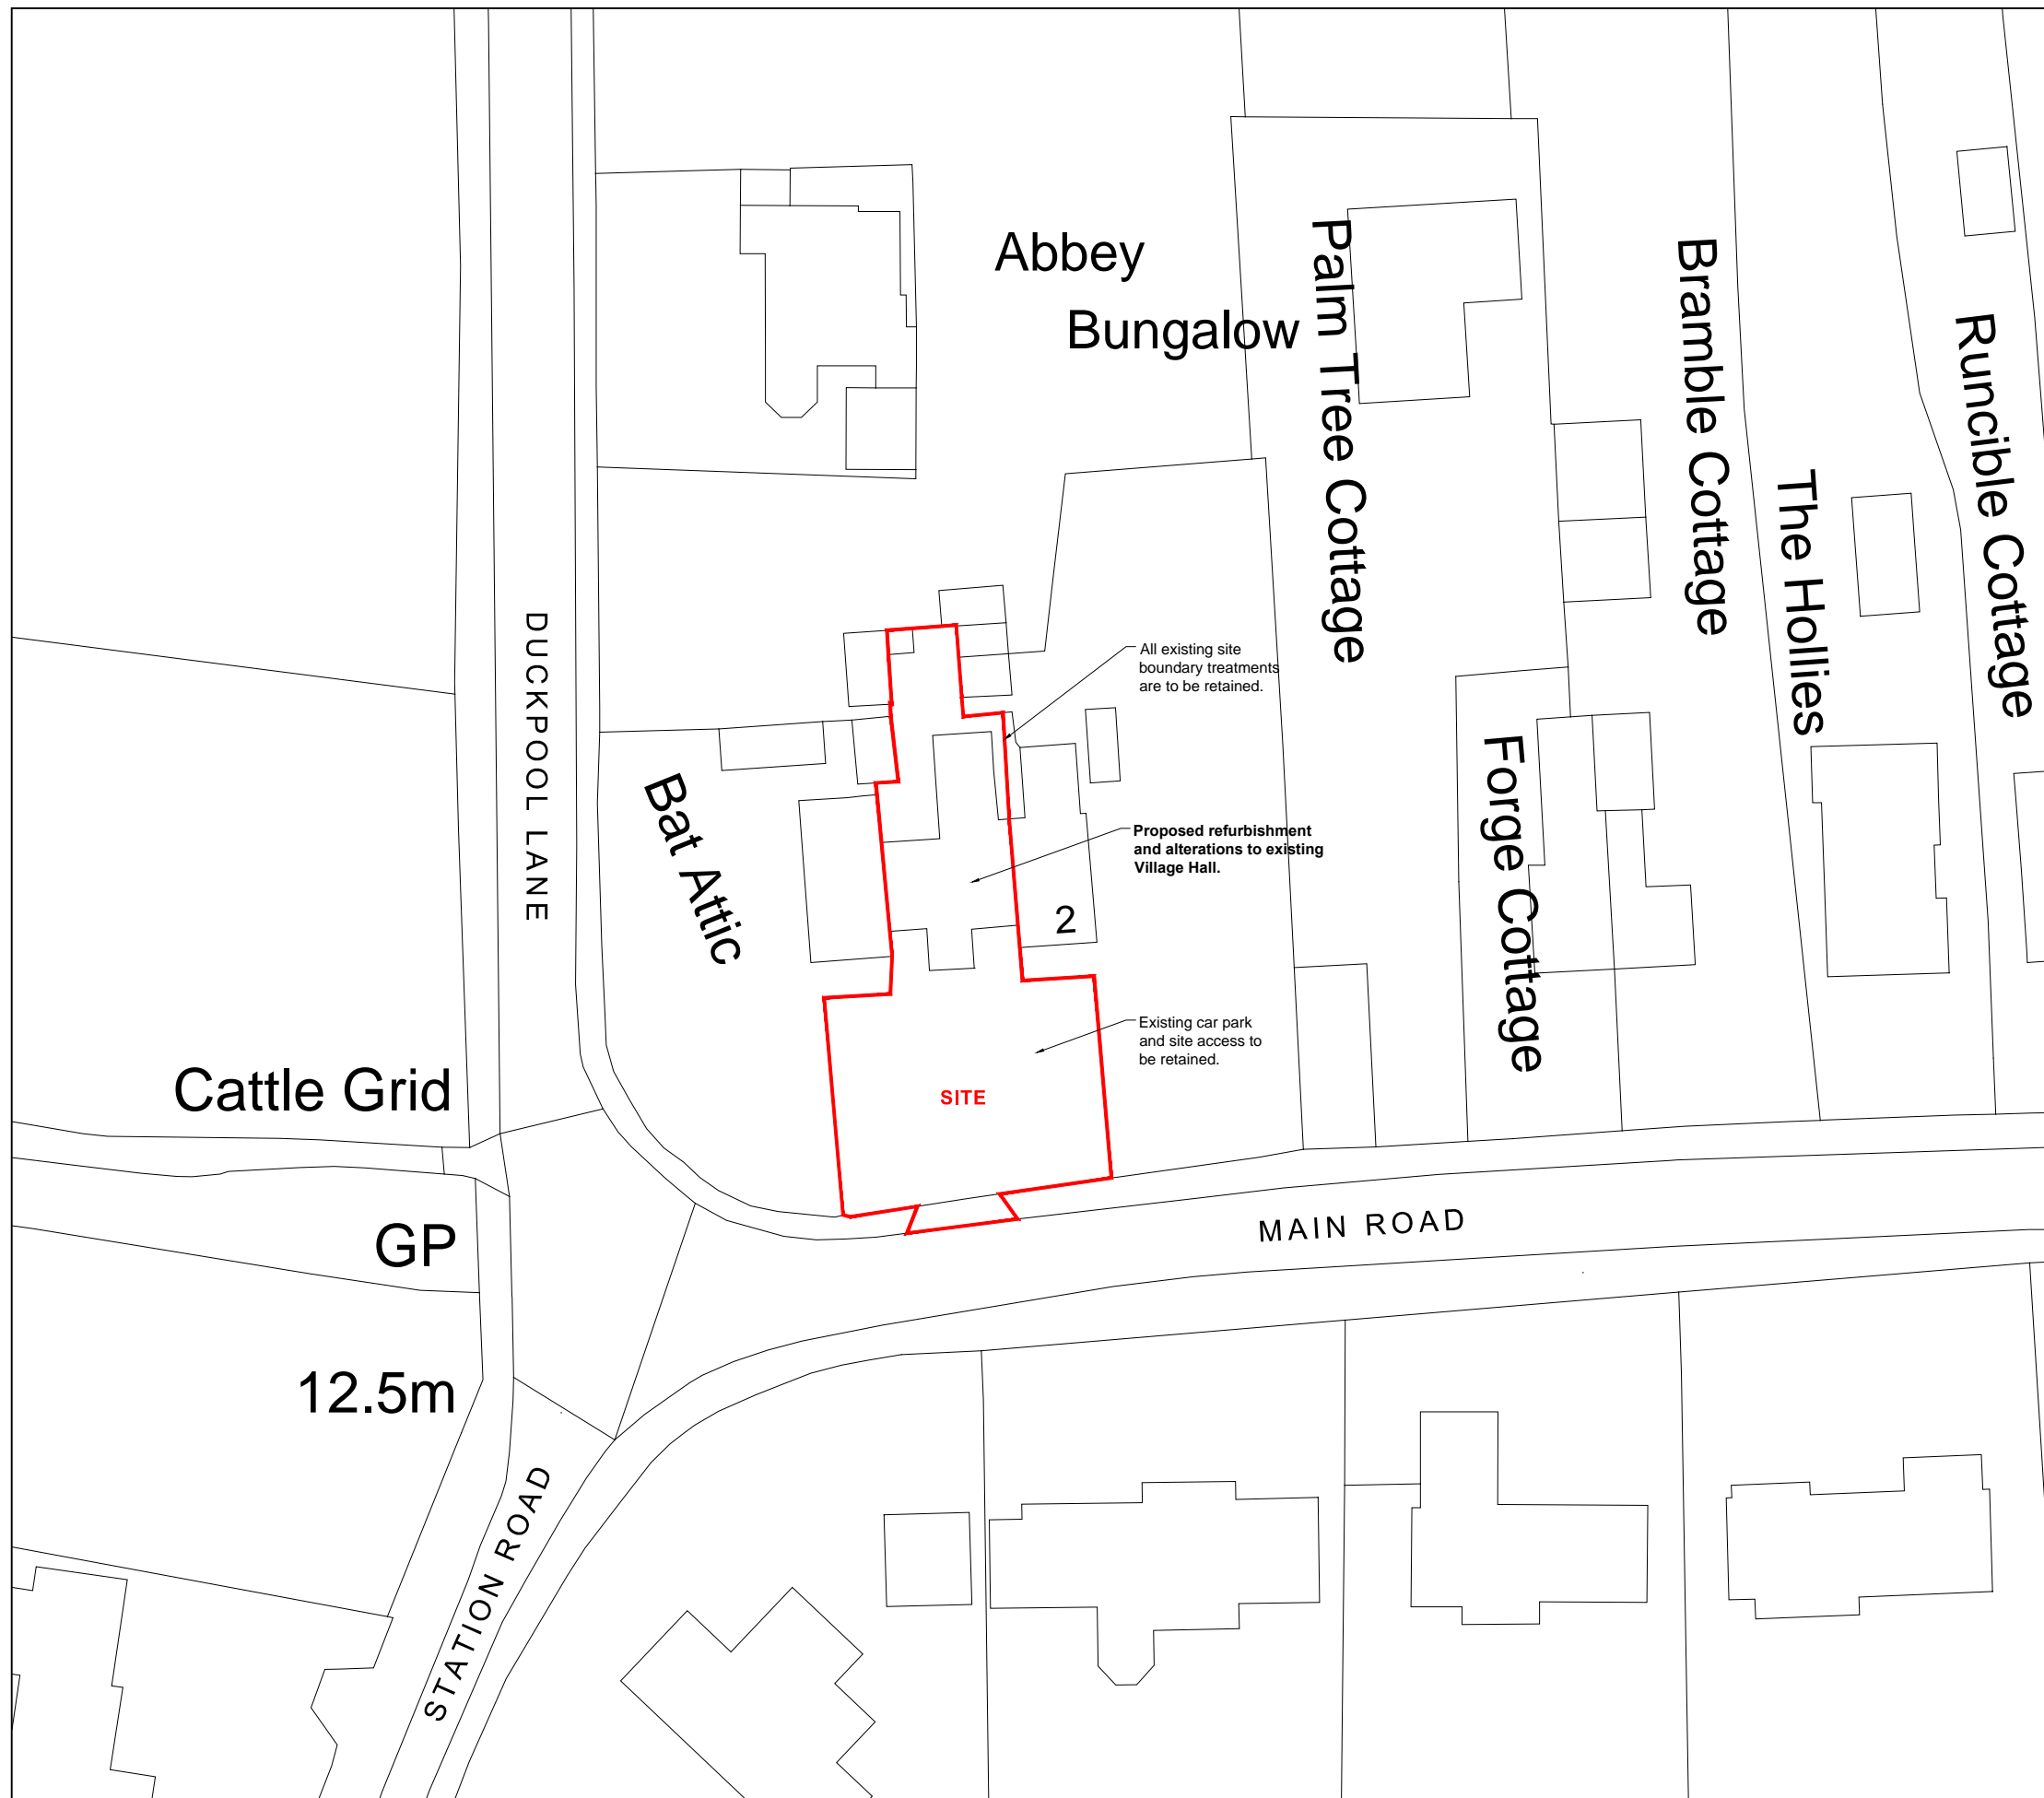 Abbey
Bungalow
Palm Tree Cottage
Bramble Cottage
The Hollies
Runcible Cottage
DUCKPOOL LANE
All existing site
boundary treatments
are to be retained.
Bat Attic
Proposed refurbishment
and alterations to existing
Village Hall.
2
Forge Cottage
Existing car park
and site access to
be retained.
SITE
Cattle Grid
GP
MAIN ROAD
12.5m
STATION ROAD